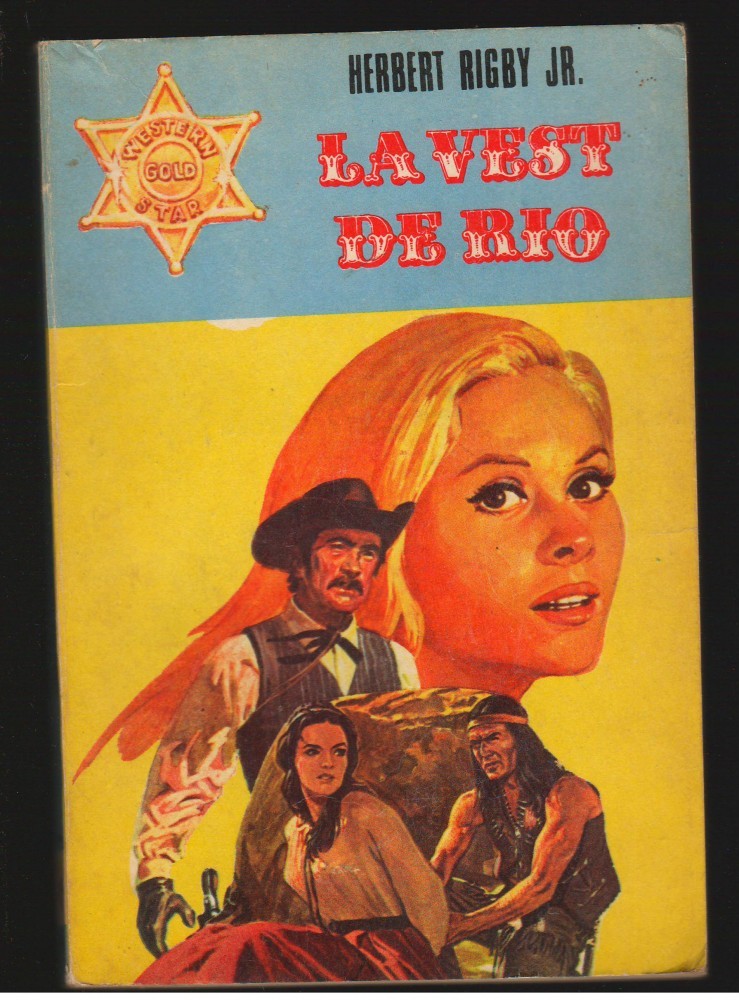 HERBERT RIGBY JR.
WESTERN
GOLD
STAR
LA VEST
DE RIO